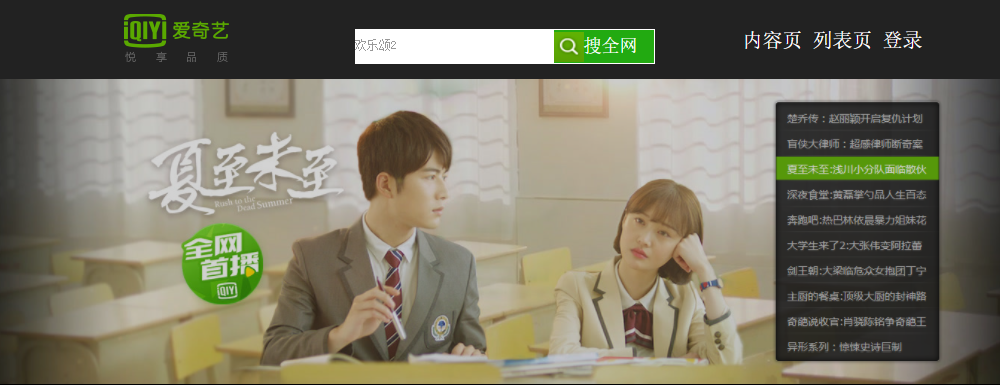 iQIYI 爱奇艺
悦享品质
欢乐颂2
搜全网
内容页 列表页 登录
夏至未至
Rush to the
Dead Summer
全网
首播
iQIYI
楚乔传：赵丽颖开启复仇计划
盲侠大律师：超感律师断奇案
夏至未至:浅川小分队面临散伙
深夜食堂:黄磊掌勺品人生百态
奔跑吧:热巴林依晨暴力姐妹花
大学生来了2:大张伟变阿拉蕾
剑王朝:大梁临危众女抱团丁宁
主厨的餐桌:顶级大厨的封神路
奇葩说收官:肖骁陈铭争奇葩王
异形系列：惊悚史诗巨制